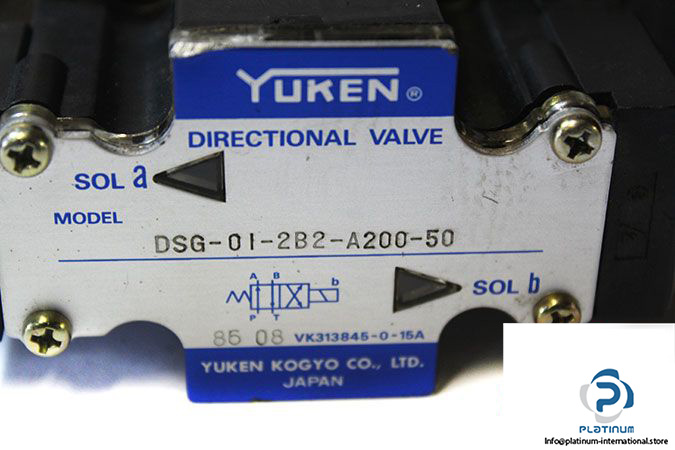 YUKEN ®
DIRECTIONAL VALVE
SOL a
MODEL
DSG-01-2B2-A200-50
A B
b
P T
SOL b
85 08 VK313845-0-15A
YUKEN KOGYO CO., LTD.
JAPAN
PLATINUM
Info@platinum-international.store